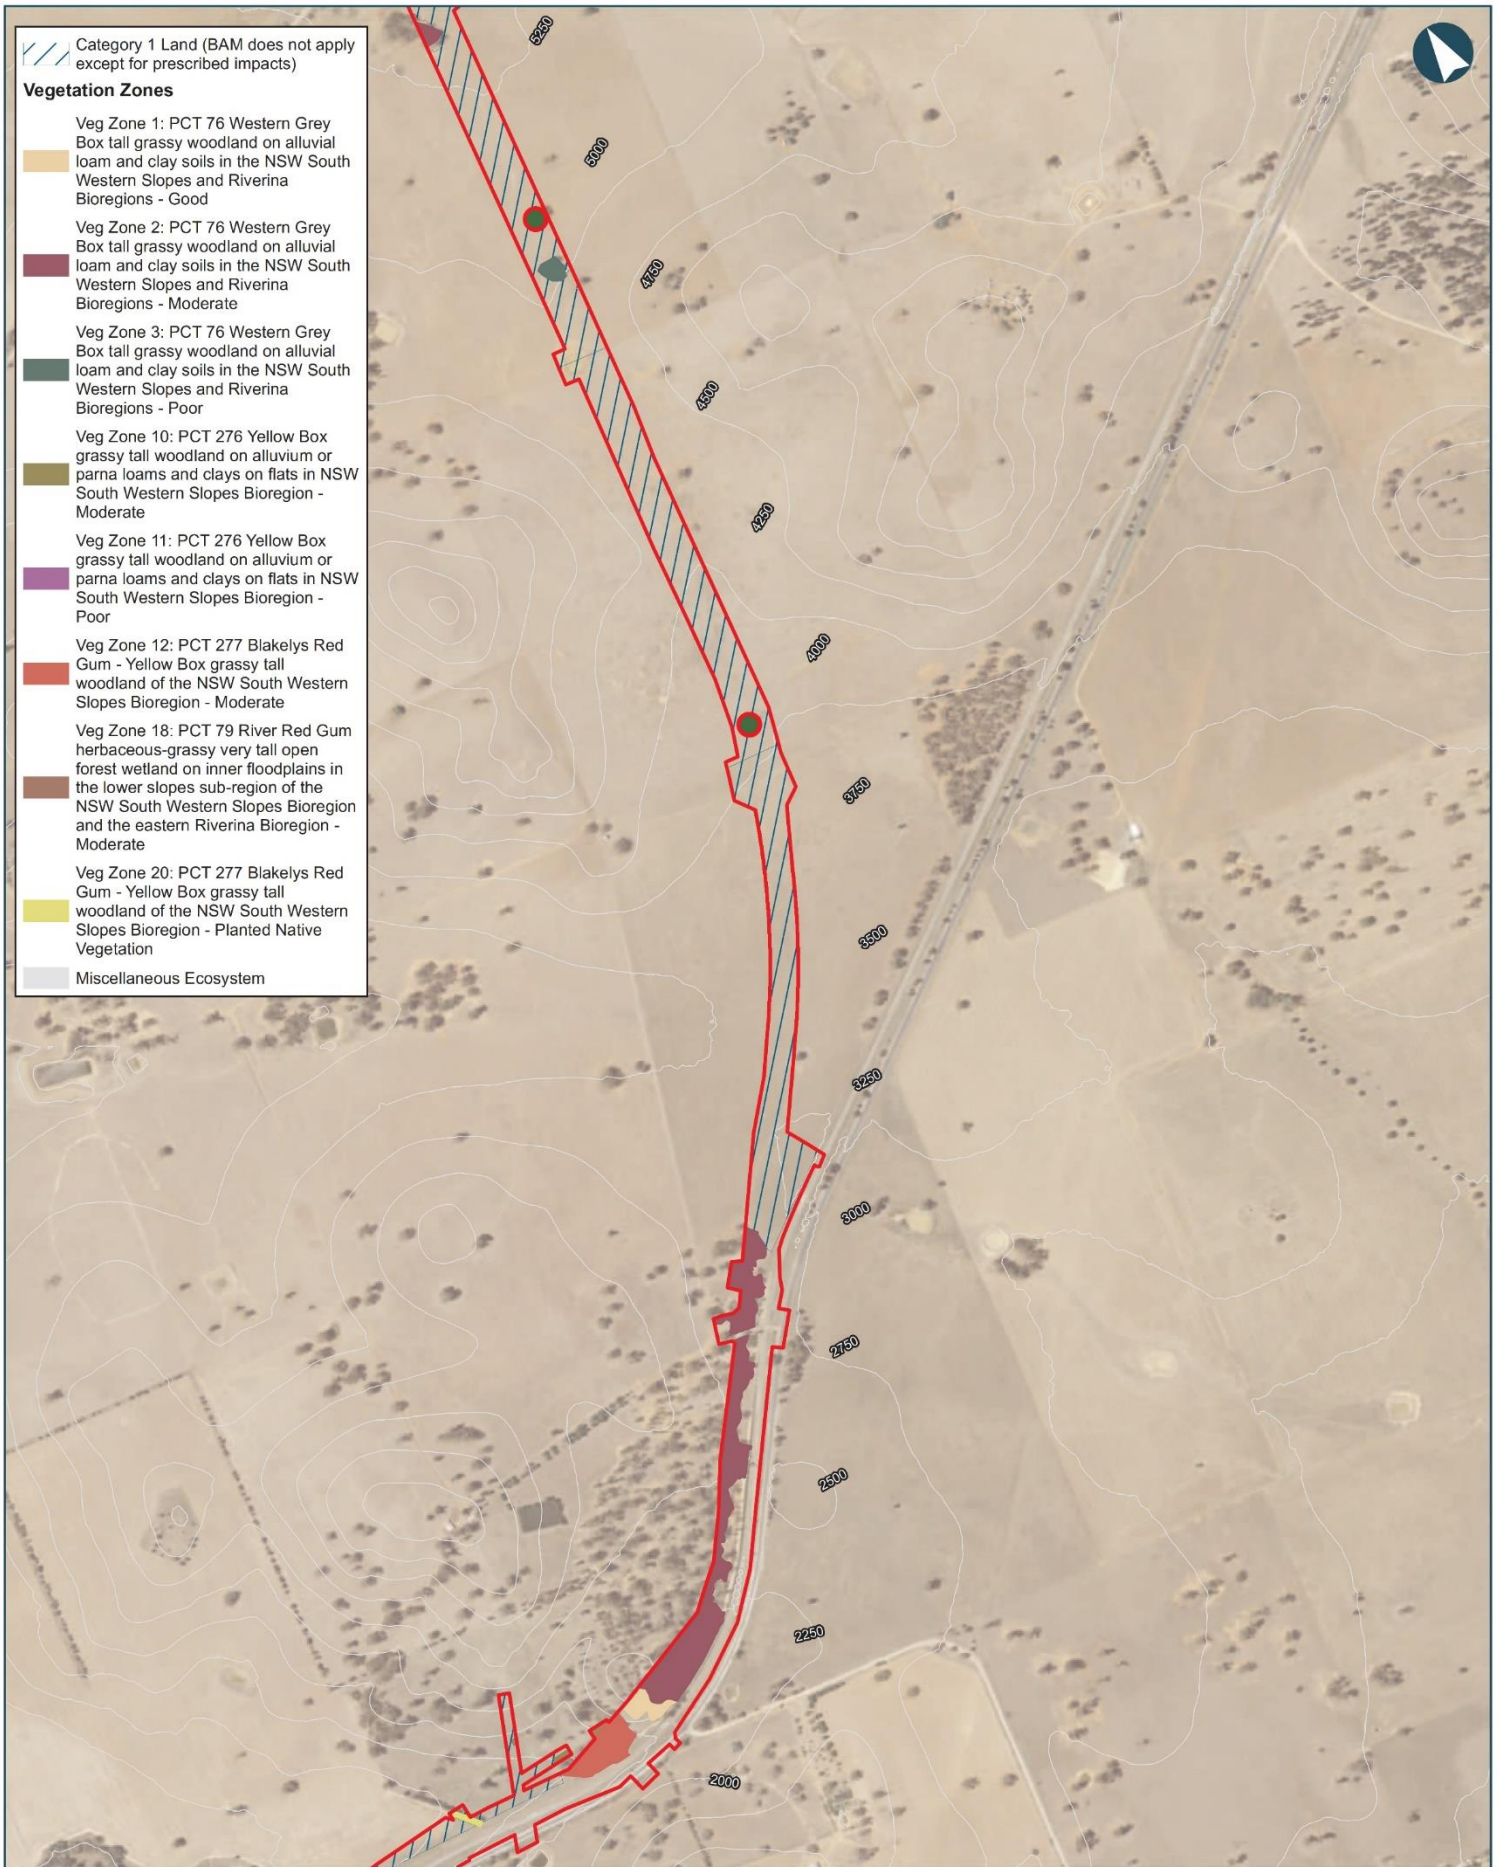 Category 1 Land (BAM does not apply
except for prescribed impacts)
Vegetation Zones
Veg Zone 1: PCT 76 Western Grey
Box tall grassy woodland on alluvial
loam and clay soils in the NSW South
Western Slopes and Riverina
Bioregions - Good
Veg Zone 2: PCT 76 Western Grey
Box tall grassy woodland on alluvial
loam and clay soils in the NSW South
Western Slopes and Riverina
Bioregions - Moderate
Veg Zone 3: PCT 76 Western Grey
Box tall grassy woodland on alluvial
loam and clay soils in the NSW South
Western Slopes and Riverina
Bioregions - Poor
Veg Zone 10: PCT 276 Yellow Box
grassy tall woodland on alluvium or
parna loams and clays on flats in NSW
South Western Slopes Bioregion -
Moderate
Veg Zone 11: PCT 276 Yellow Box
grassy tall woodland on alluvium or
parna loams and clays on flats in NSW
South Western Slopes Bioregion -
Poor
Veg Zone 12: PCT 277 Blakelys Red
Gum - Yellow Box grassy tall
woodland of the NSW South Western
Slopes Bioregion - Moderate
Veg Zone 18: PCT 79 River Red Gum
herbaceous-grassy very tall open
forest wetland on inner floodplains in
the lower slopes sub-region of the
NSW South Western Slopes Bioregion
and the eastern Riverina Bioregion -
Moderate
Veg Zone 20: PCT 277 Blakelys Red
Gum - Yellow Box grassy tall
woodland of the NSW South Western
Slopes Bioregion - Planted Native
Vegetation
Miscellaneous Ecosystem
5250
5000
4750
4500
4250
4000
3750
3500
3250
3000
2750
2500
2250
2000